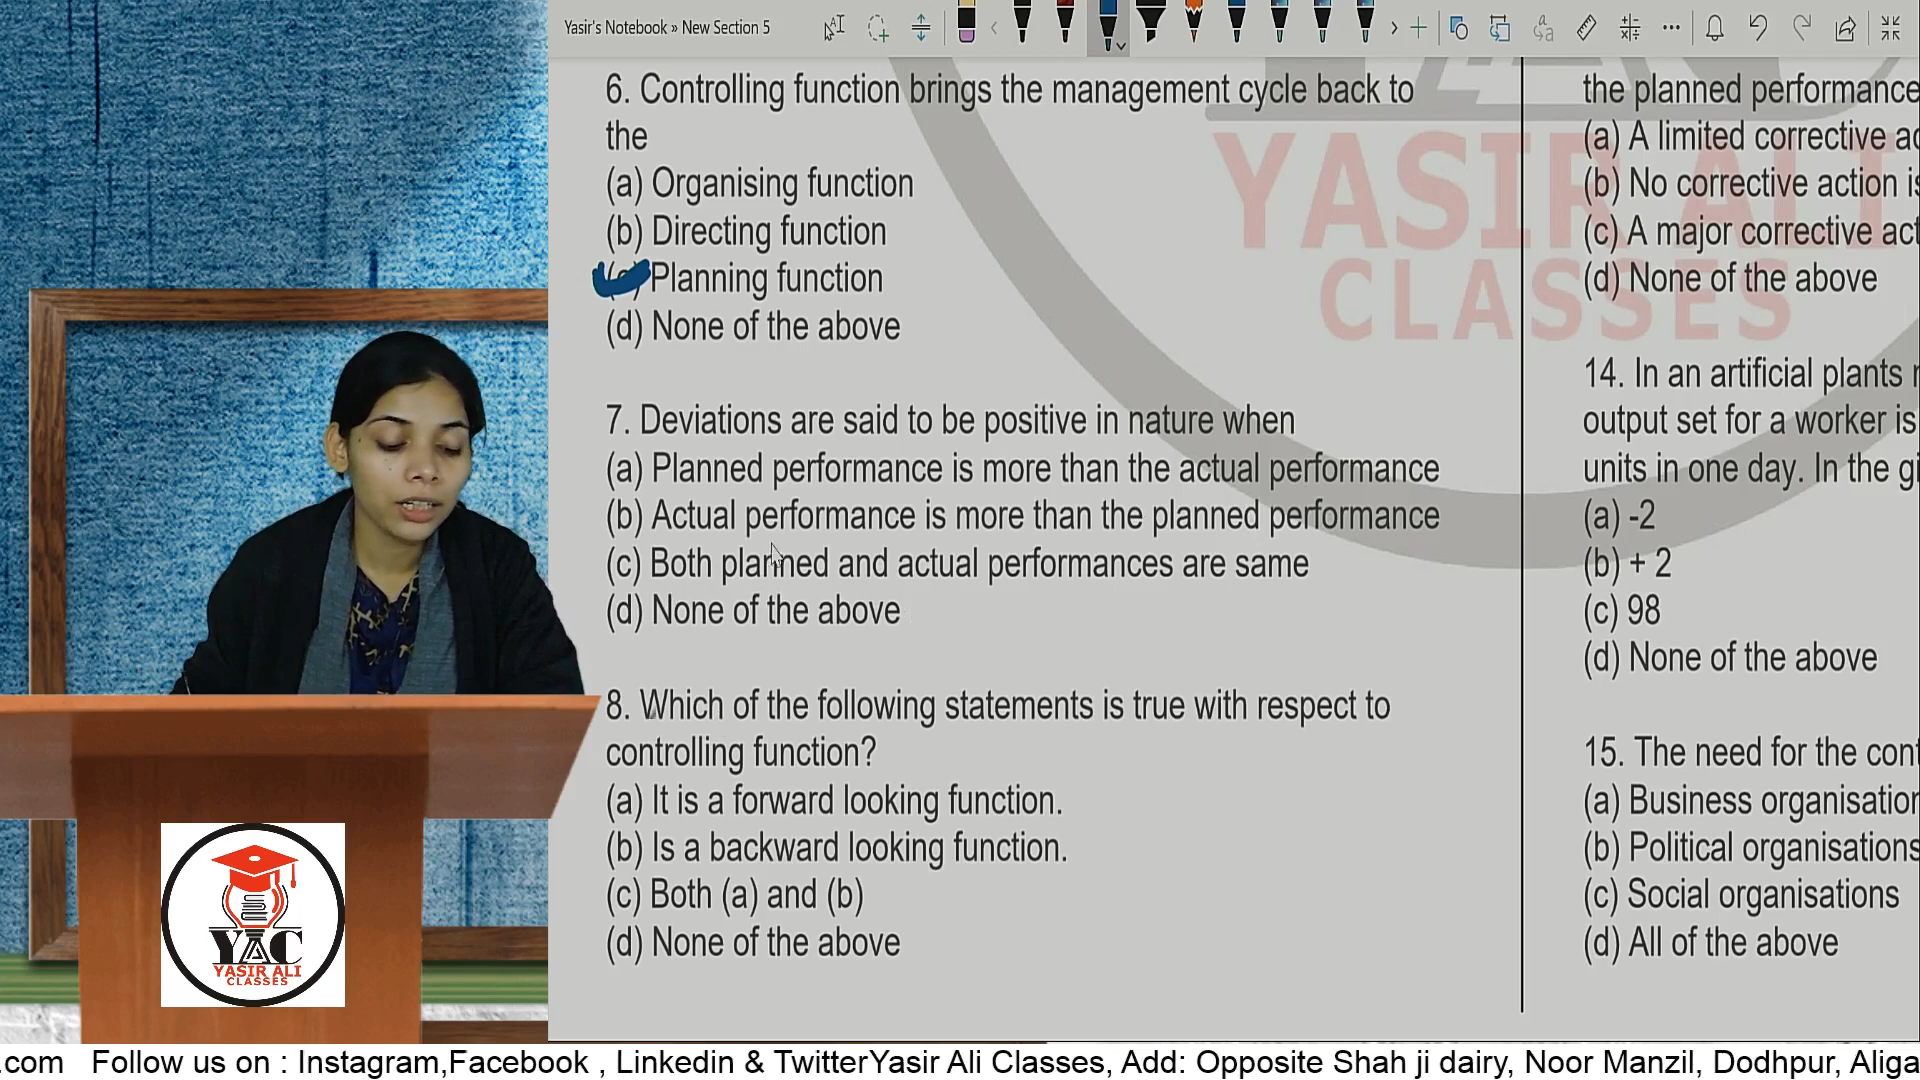 Yasir's Notebook » New Section 5
6. Controlling function brings the management cycle back to
the
(a) Organising function
(b) Directing function
Planning function
(d) None of the above
7. Deviations are said to be positive in nature when
(a) Planned performance is more than the actual performance
(b) Actual performance is more than the planned performance
(c) Both planned and actual performances are same
(d) None of the above
8. Which of the following statements is true with respect to
controlling function?
(a) It is a forward looking function.
(b) Is a backward looking function.
(c) Both (a) and (b)
(d) None of the above
the planned performance
(a) A limited corrective
(b) No corrective action
(c) A major corrective
(d) None of the above
14. In an artificial plants
output set for a worker is
units in one day. In the
(a) -2
(b) + 2
(c) 98
(d) None of the above
15. The need for the
(a) Business
(b) Political organisations
(c) Social organisations
(d) All of the above
YASIR ALI
CLASSES
YAC
YASIR ALI
CLASSES
.com Follow us on : Instagram,Facebook , Linkedin & TwitterYasir Ali Classes, Add: Opposite Shah ji dairy, Noor Manzil, Dodhpur,